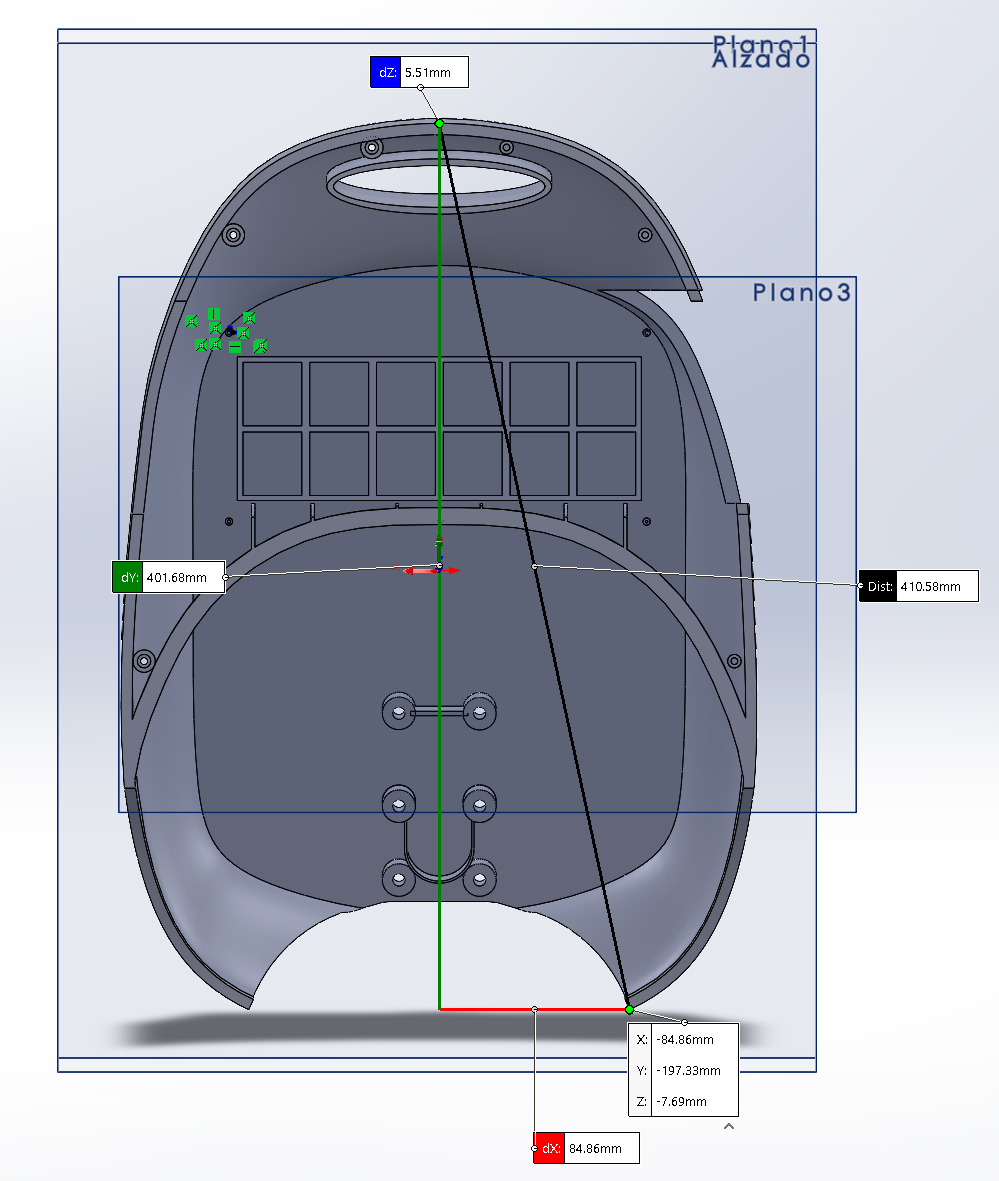 Plano1
Alzado
dZ: 5.51mm
Plano3
dY: 401.68mm
Dist: 410.58mm
X: -84.86mm
Y: -197.33mm
Z: -7.69mm
dX: 84.86mm